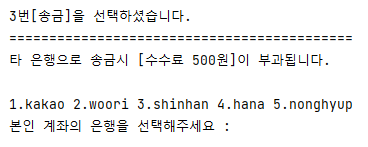 3번[송금]을 선택하셨습니다.
===========================================
타 은행으로 송금시 [수수료 500원]이 부과됩니다.
1.kakao 2.woori 3.shinhan 4.hana 5.nonghyup
본인 계좌의 은행을 선택해주세요 :